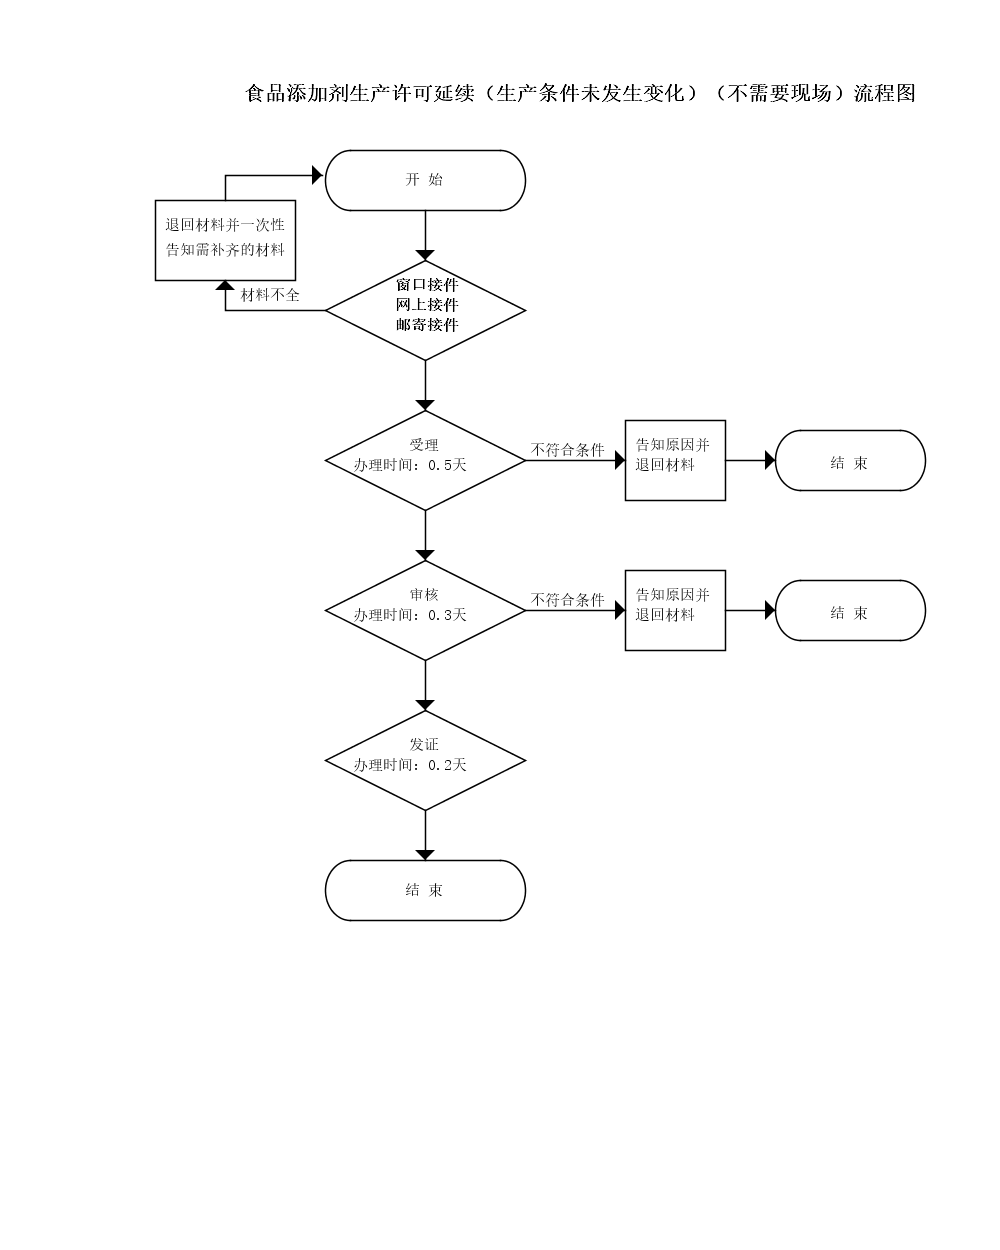 食品添加剂生产许可延续（生产条件未发生变化）（不需要现场）流程图
开 始
退回材料并一次性
告知需补齐的材料
材料不全
窗口接件
网上接件
邮寄接件
受理
办理时间：0.5天
不符合条件
告知原因并
退回材料
结 束
审核
办理时间：0.3天
不符合条件
告知原因并
退回材料
结 束
发证
办理时间：0.2天
结 束